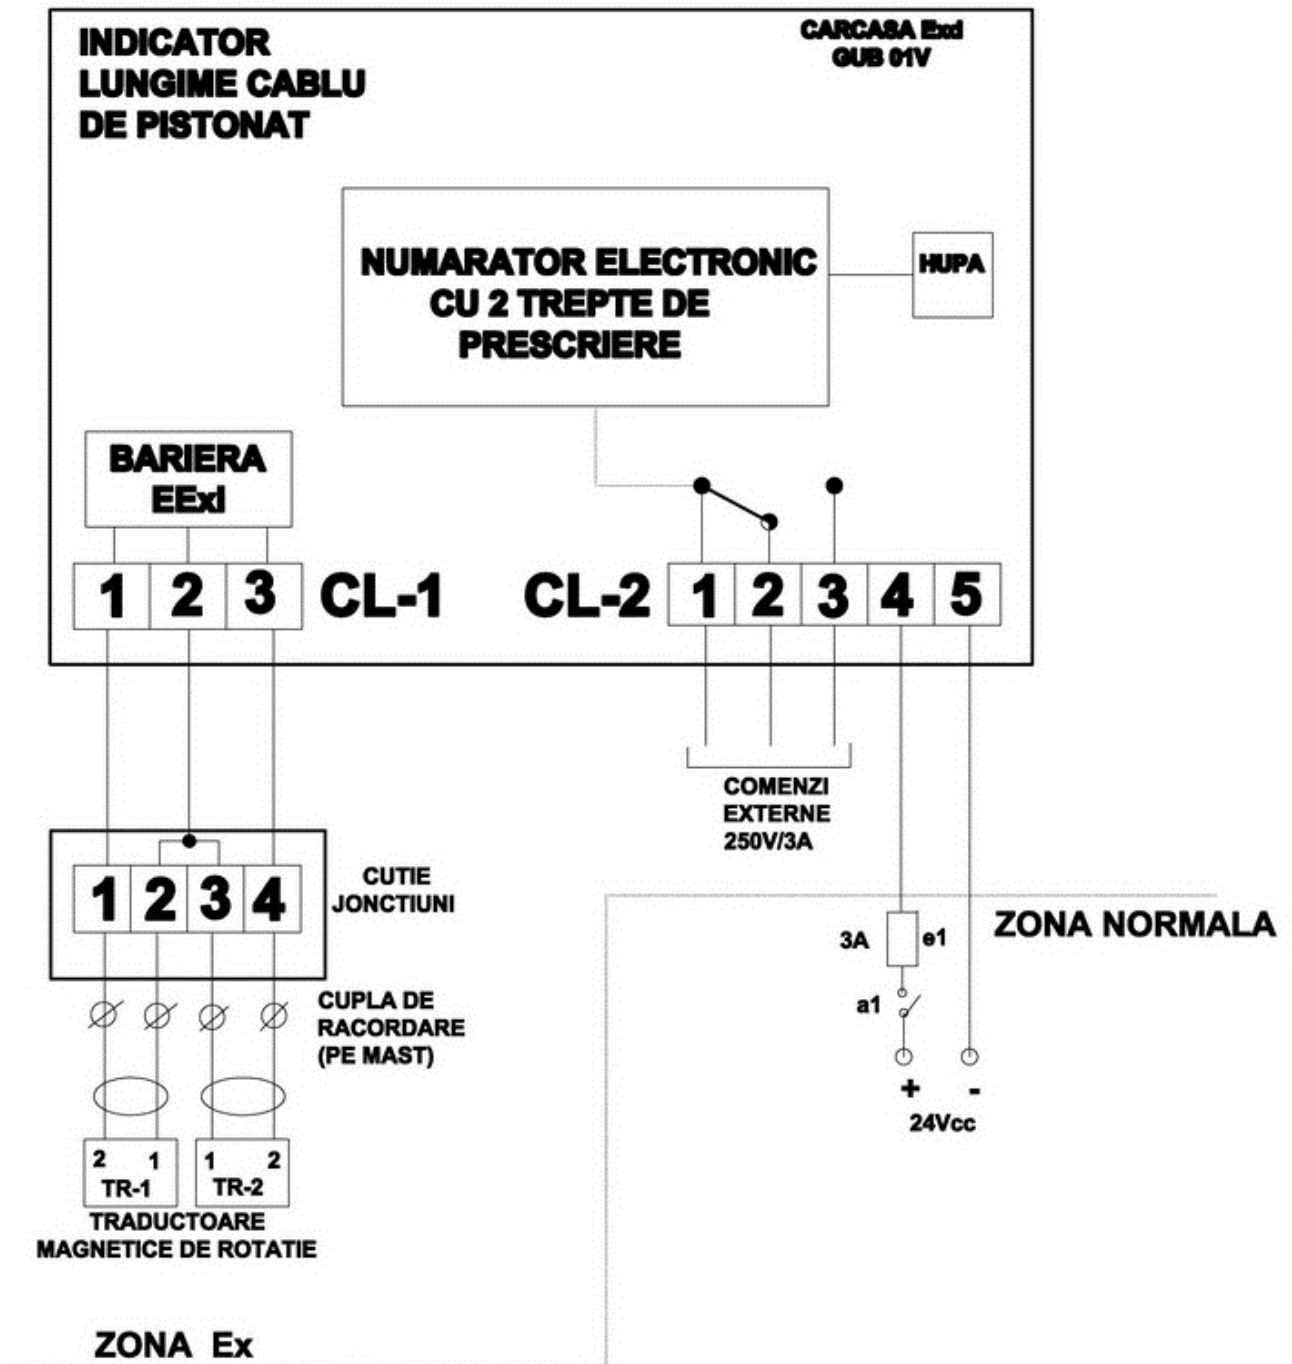 INDICATOR
LUNGIME CABLU
DE PISTONAT
CARCASA Exd
GUB 01V
NUMARATOR ELECTRONIC
CU 2 TREPTE DE
PRESCRIERE
HUPA
BARIERA
EExi
1 2 3 CL-1
CL-2 1 2 3 4 5
COMENZI
EXTERNE
250V/3A
1 2 3 4
CUTIE
JONCTIUNI
ZONA NORMALA
3A e1
a1
+ -
24Vcc
CUPLA DE
RACORDARE
(PE MAST)
2 1
TR-1
1 2
TR-2
TRADUCTOARE
MAGNETICE DE ROTATIE
ZONA Ex